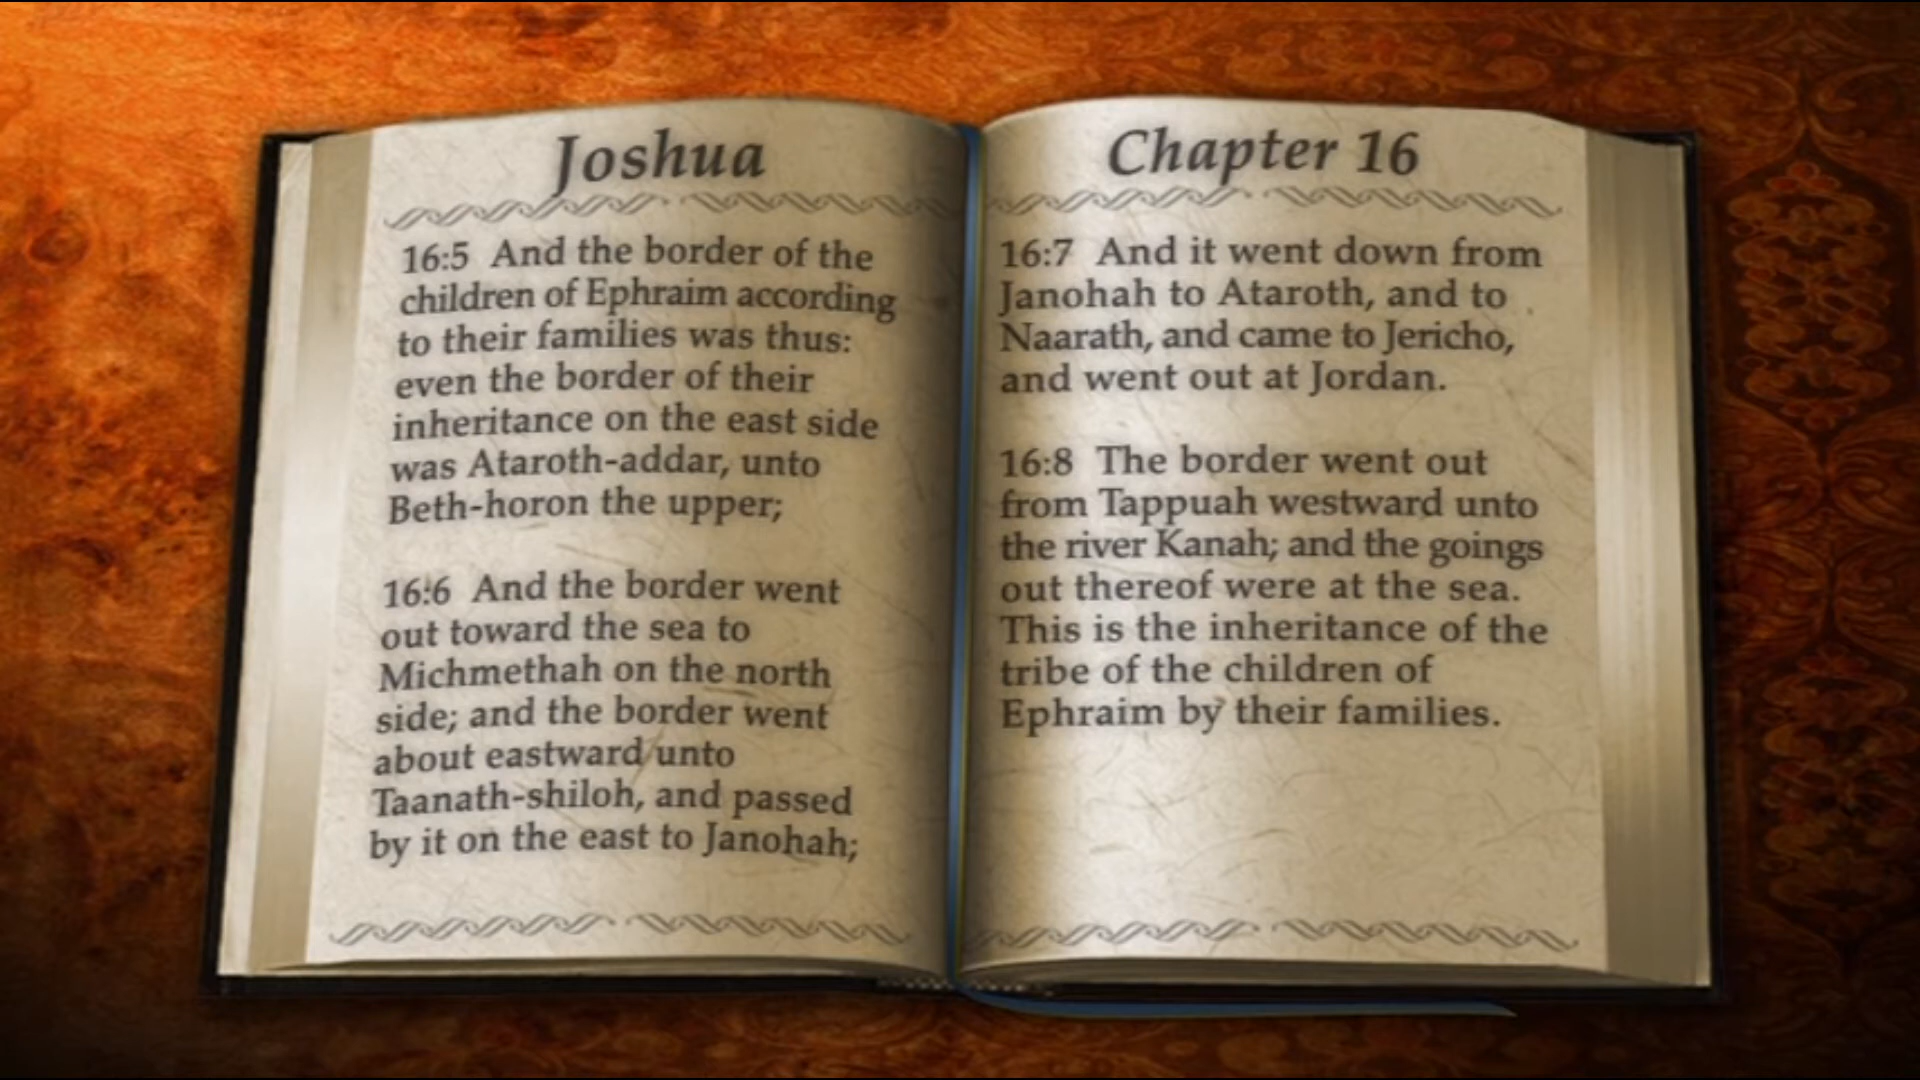 Joshua
16:5 And the border of the
children of Ephraim according
to their families was thus:
even the border of their
inheritance on the east side
was Ataroth-addar, unto
Beth-horon the upper;
16:6 And the border went
out toward the sea to
Michmethah on the north
side; and the border went
about eastward unto
Taanath-shiloh, and passed
by it on the east to Janohah;
Chapter 16
16:7 And it went down from
Janohah to Ataroth, and to
Naarath, and came to Jericho,
and went out at Jordan.
16:8 The border went out
from Tappuah westward unto
the river Kanah; and the goings
out thereof were at the sea.
This is the inheritance of the
tribe of the children of
Ephraim by their families.